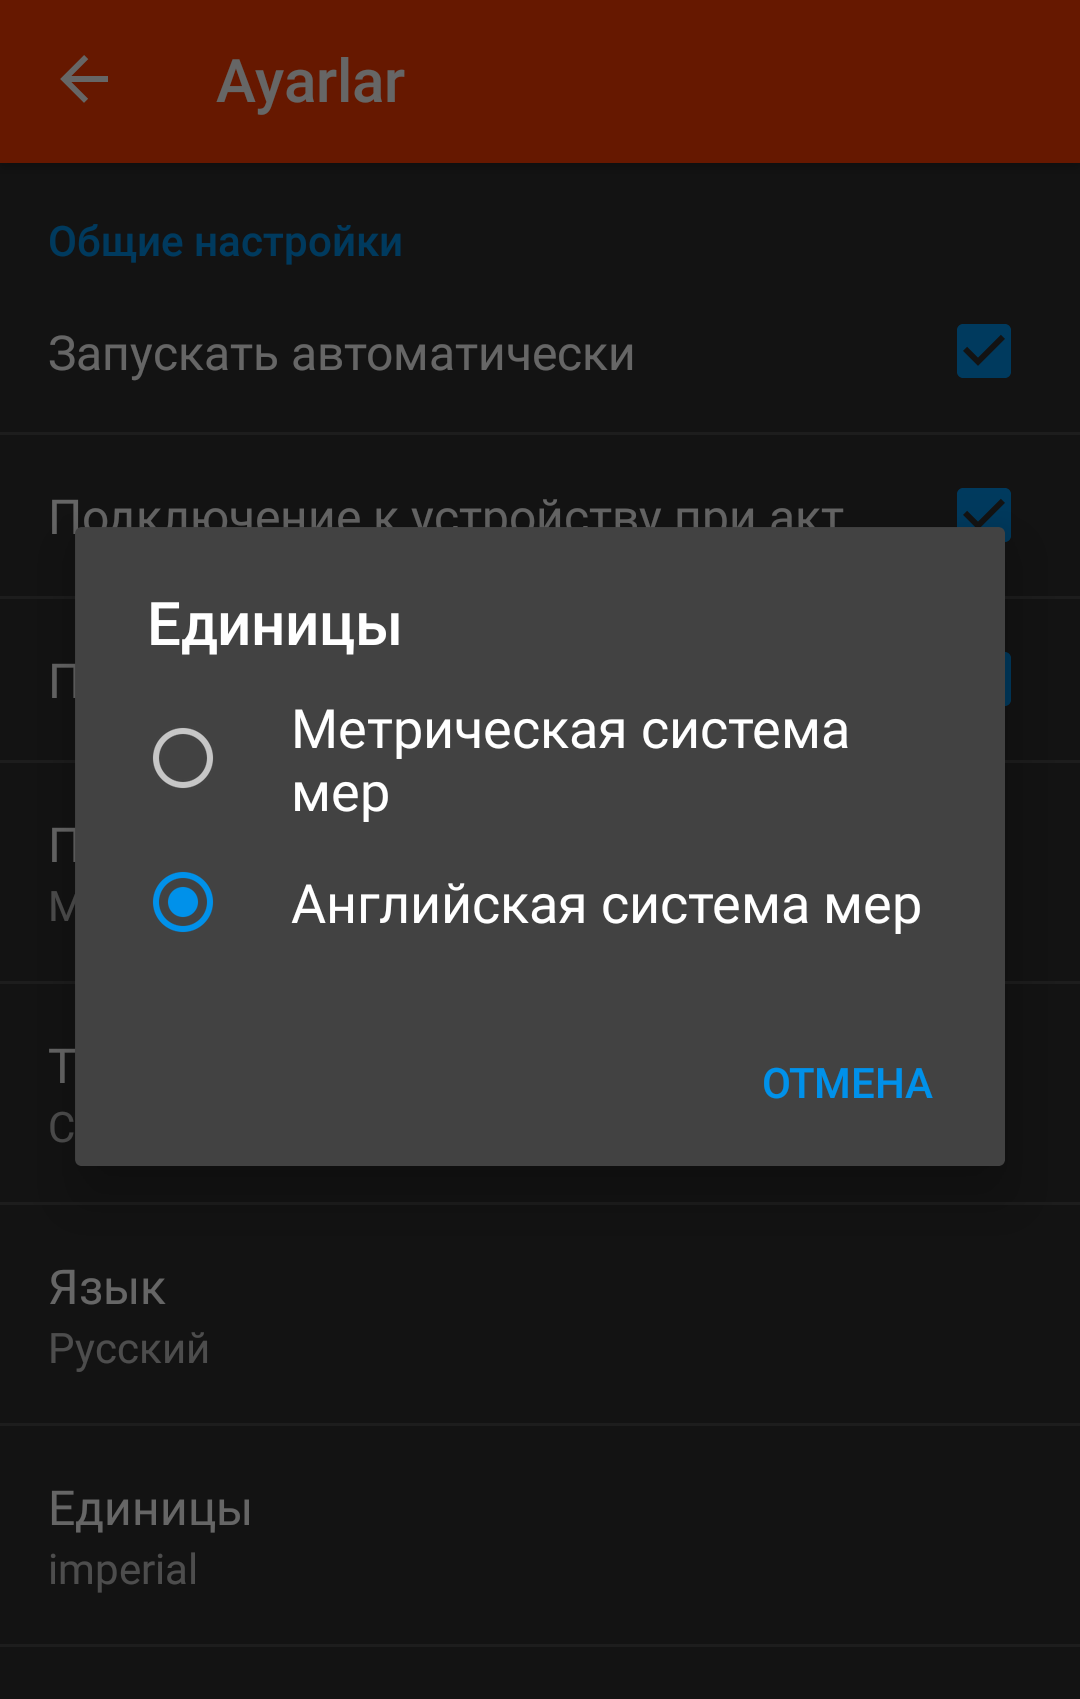 Ayarlar
Общие настройки
Запускать автоматически
Подключение к устройству при акт
Единицы
Метрическая система
мер
Английская система мер
ОТМЕНА
Язык
Русский
Единицы
imperial